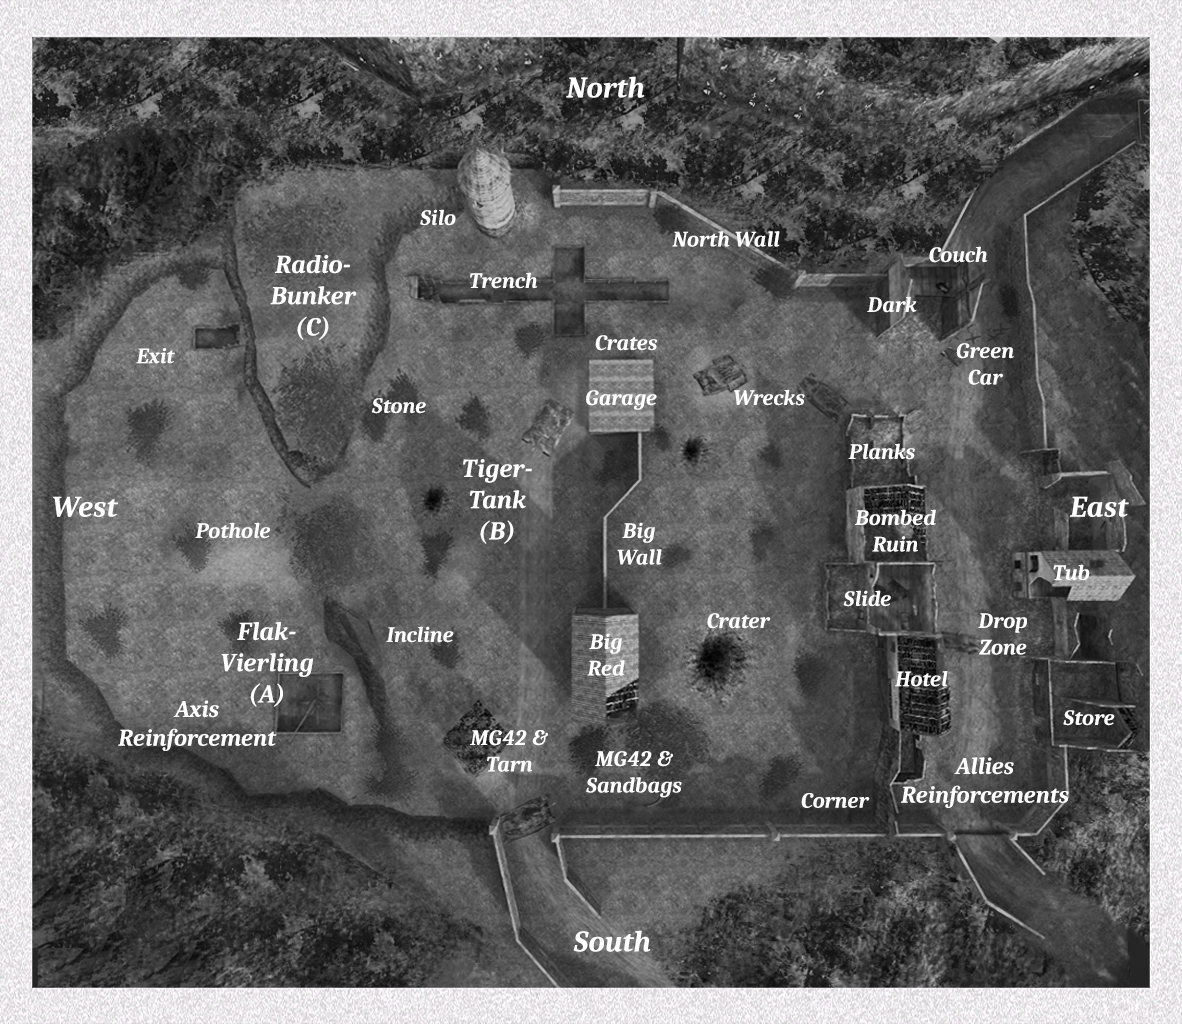 North
Silo
North Wall
Couch
Radio-
Bunker
(C)
Trench
Dark
Exit
Crates
Green
Car
Stone
Garage
Wrecks
Planks
Tiger-
Tank
(B)
West
East
Pothole
Big
Wall
Bombed
Ruin
Tub
Slide
Flak-
Vierling
(A)
Incline
Big
Red
Crater
Drop
Zone
Hotel
Axis
Reinforcement
Store
MG42 &
Tarn
MG42 &
Sandbags
Corner
Allies
Reinforcements
South